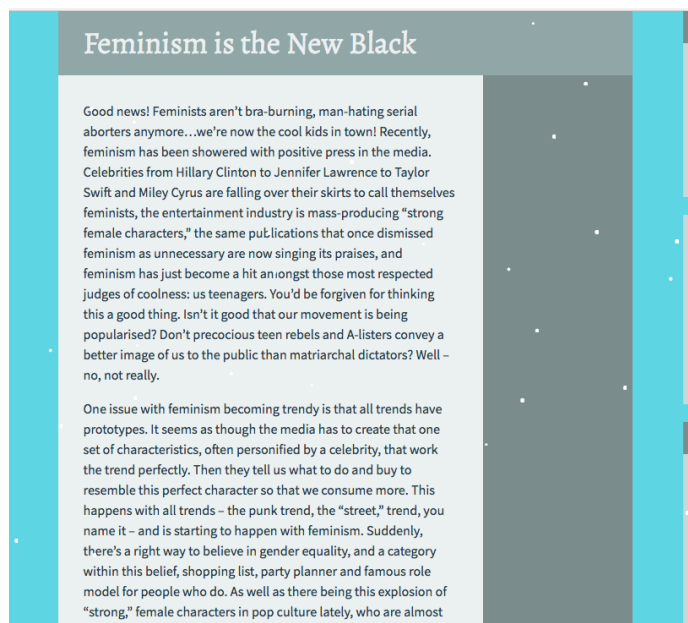 Feminism is the New Black
Good news! Feminists aren't bra-burning, man-hating serial
aborters anymore…we're now the cool kids in town! Recently,
feminism has been showered with positive press in the media.
Celebrities from Hillary Clinton to Jennifer Lawrence to Taylor
Swift and Miley Cyrus are falling over their skirts to call themselves
feminists, the entertainment industry is mass-producing “strong
female characters,” the same publications that once dismissed
feminism as unnecessary are now singing its praises, and
feminism has just become a hit amongst those most respected
judges of coolness: us teenagers. You'd be forgiven for thinking
this a good thing. Isn't it good that our movement is being
popularised? Don't precocious teen rebels and A-listers convey a
better image of us to the public than matriarchal dictators? Well –
no, not really.
One issue with feminism becoming trendy is that all trends have
prototypes. It seems as though the media has to create that one
set of characteristics, often personified by a celebrity, that work
the trend perfectly. Then they tell us what to do and buy to
resemble this perfect character so that we consume more. This
happens with all trends – the punk trend, the “street,” trend, you
name it – and is starting to happen with feminism. Suddenly,
there's a right way to believe in gender equality, and a category
within this belief, shopping list, party planner and famous role
model for people who do. As well as there being this explosion of
“strong,” female characters in pop culture lately, who are almost